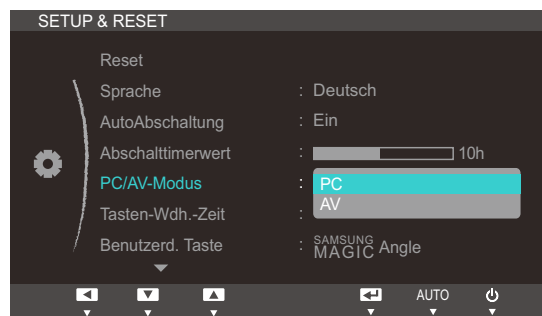 SETUP & RESET
Reset
Sprache : Deutsch
AutoAbschaltung : Ein
Abschalttimerwert : 10h
PC/AV-Modus : PC
AV
Tasten-Wdh.-Zeit :
Benutzerd. Taste : SAMSUNG MAGIC Angle
AUTO